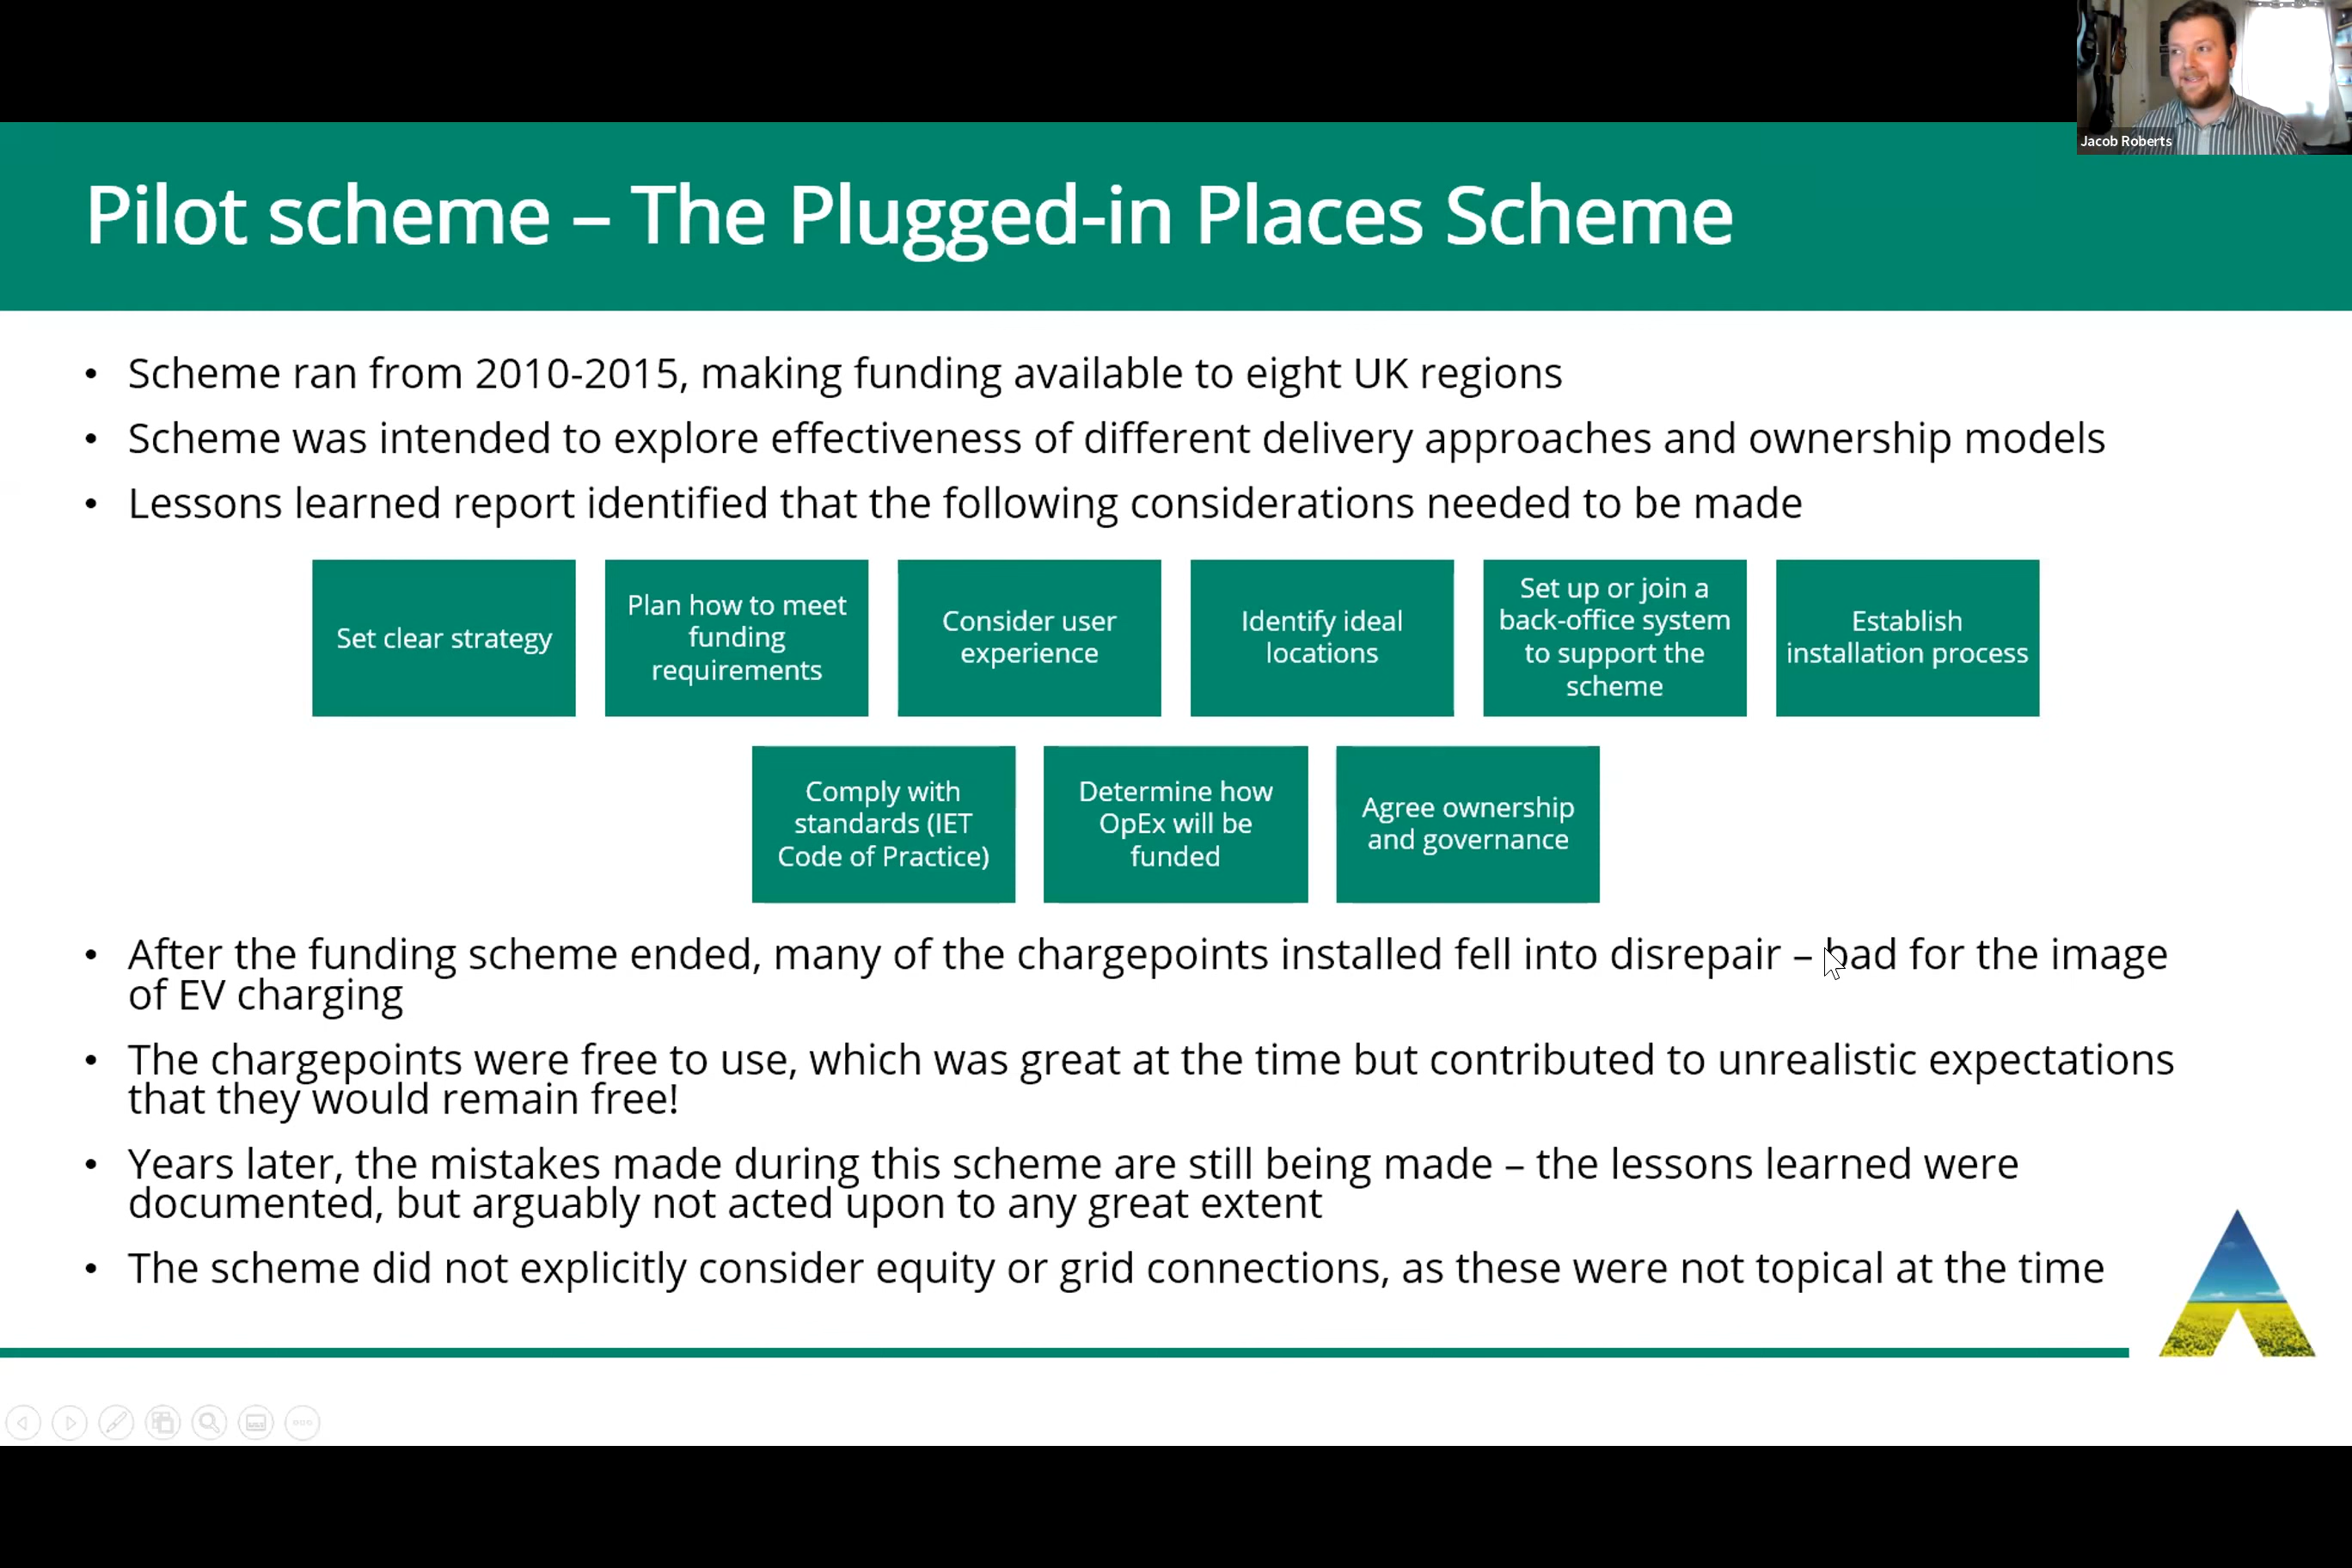 Jacob Roberts
Pilot scheme – The Plugged-in Places Scheme
• Scheme ran from 2010-2015, making funding available to eight UK regions
• Scheme was intended to explore effectiveness of different delivery approaches and ownership models
• Lessons learned report identified that the following considerations needed to be made
Set clear strategy
Plan how to meet
funding
requirements
Consider user
experience
Identify ideal
locations
Set up or join a
back-office system
to support the
scheme
Establish
installation process
Comply with
standards (IET
Code of Practice)
Determine how
OpEx will be
funded
Agree ownership
and governance
• After the funding scheme ended, many of the chargepoints installed fell into disrepair – bad for the image
of EV charging
• The chargepoints were free to use, which was great at the time but contributed to unrealistic expectations
that they would remain free!
• Years later, the mistakes made during this scheme are still being made – the lessons learned were
documented, but arguably not acted upon to any great extent
• The scheme did not explicitly consider equity or grid connections, as these were not topical at the time